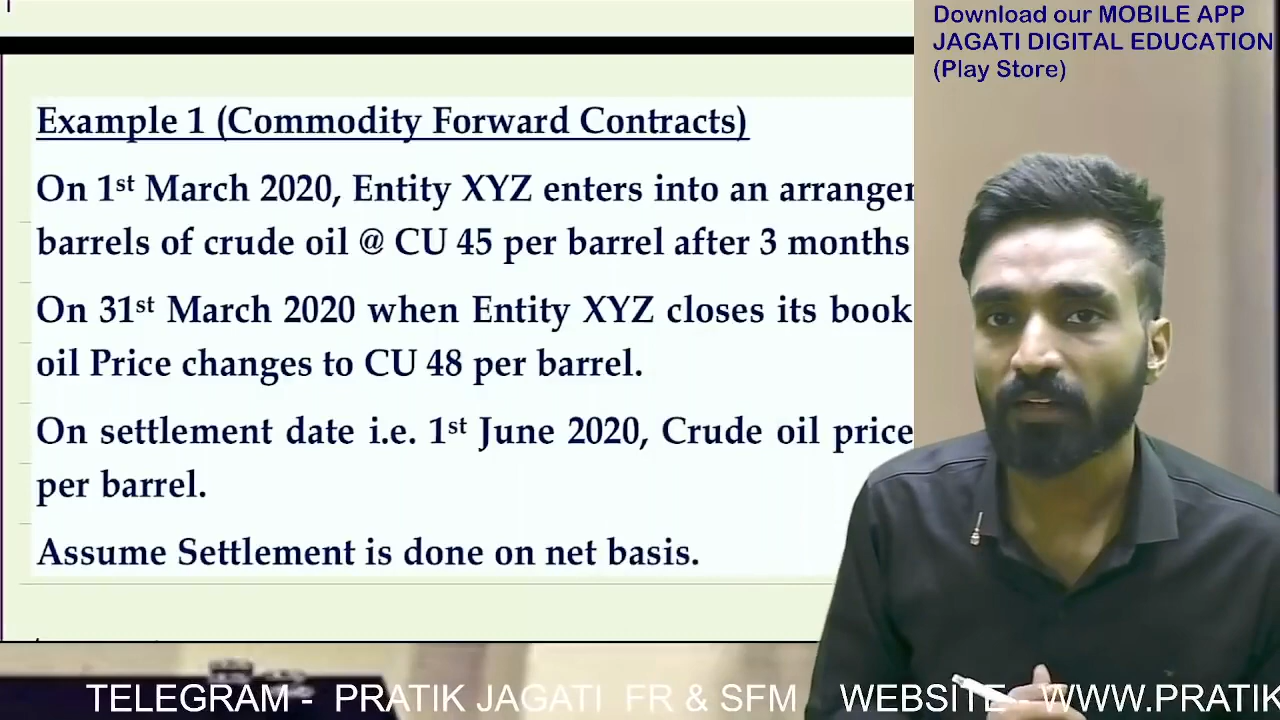 Download our MOBILE APP
JAGATI DIGITAL EDUCATION
(Play Store)
Example 1 (Commodity Forward Contracts)
On 1st March 2020, Entity XYZ enters into an
barrels of crude oil @ CU 45 per barrel after 3 months
On 31st March 2020 when Entity XYZ closes its book
oil Price changes to CU 48 per barrel.
On settlement date i.e. 1st June 2020, Crude oil price
per barrel.
Assume Settlement is done on net basis.
TELEGRAM - PRATIK JAGATI FR & SFM WEBSITE - WWW.PRATIK